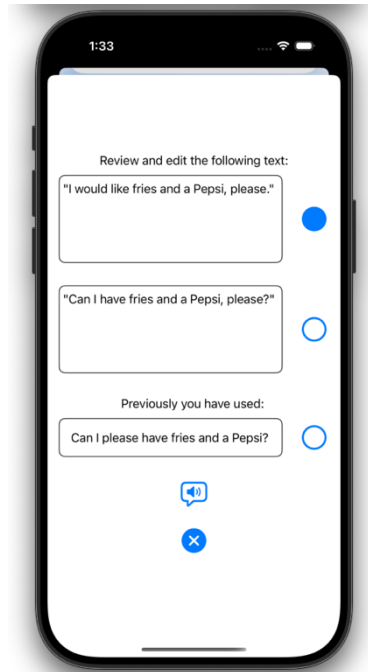 1:33
Review and edit the following text:
"I would like fries and a Pepsi, please."
"Can I have fries and a Pepsi, please?"
Previously you have used:
Can I please have fries and a Pepsi?